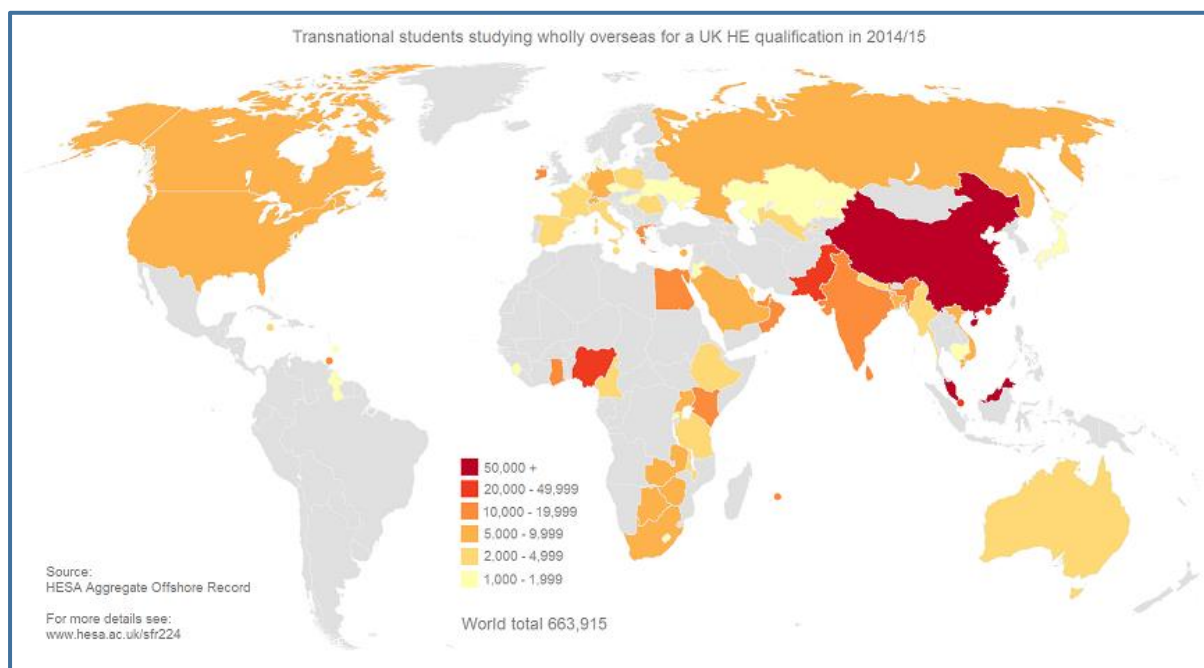 Transnational students studying wholly overseas for a UK HE qualification in 2014/15
50,000 +
20,000 - 49,999
10,000 - 19,999
5,000 - 9.999
2,000 - 4,999
1,000 - 1,999
Source:
HESA Aggregate Offshore Record
For more details see:
www.hesa.ac.uk/sfr224
World total 663,915